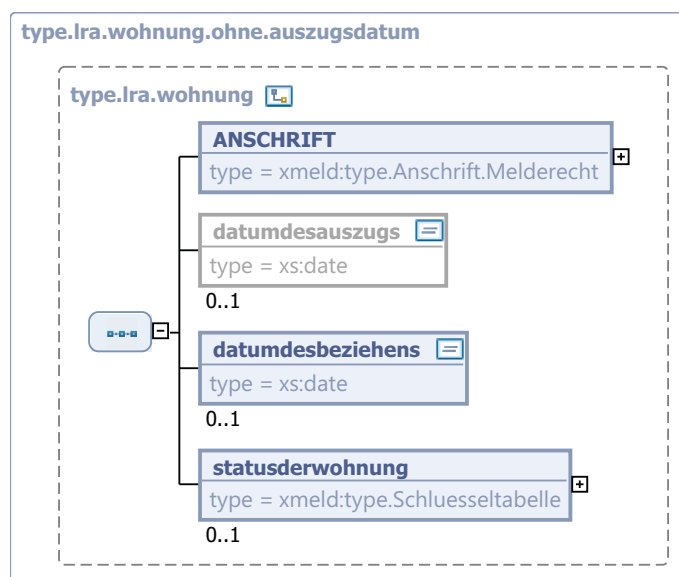 type.lra.wohnung.ohne.auszugsdatum
type.lra.wohnung
ANSCHRIFT
type = xmeld:type.Anschrift.Melderecht
datumdesauszugs
type = xs:date
0..1
datumdesbeziehens
type = xs:date
0..1
statusderwohnung
type = xmeld:type.Schluesseltabelle
0..1